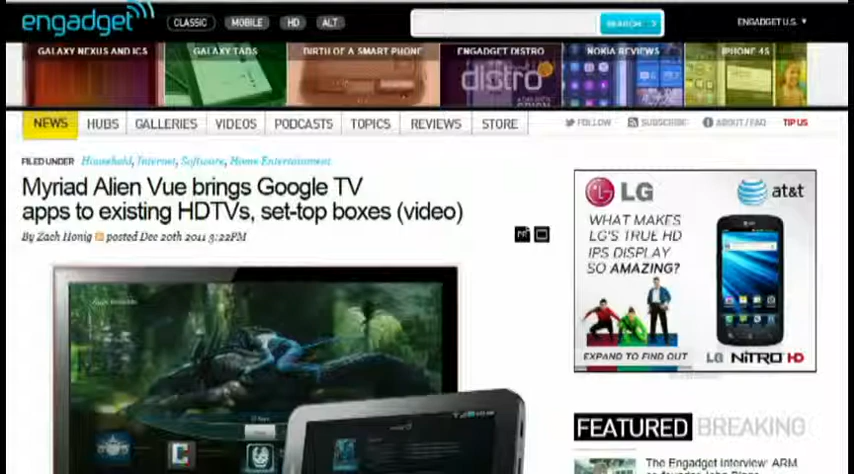 engadget
CLASSIC
MOBILE
HD
ALT
SEARCH
ENGADGET U.S.
GALAXY NEXUS AND ICS
GALAXY TABS
BIRTH OF A SMART PHONE
ENGADGET DISTRO
NOKIA REVIEWS
IPHONE 4S
distro
NEWS
HUBS
GALLERIES
VIDEOS
PODCASTS
TOPICS
REVIEWS
STORE
FOLLOW
SUBSCRIBE
ABOUT / FAQ
TIP US
FILED UNDER Household, Internet, Software, Home Entertainment
Myriad Alien Vue brings Google TV
apps to existing HDTVs, set-top boxes (video)
By Zach Honig posted Dec 20th 2011 3:22PM
LG
at&t
WHAT MAKES
LG'S TRUE HD
IPS DISPLAY
SO AMAZING?
EXPAND TO FIND OUT
LG NITRO HD
FEATURED BREAKING
The Engadget Interview: ARM